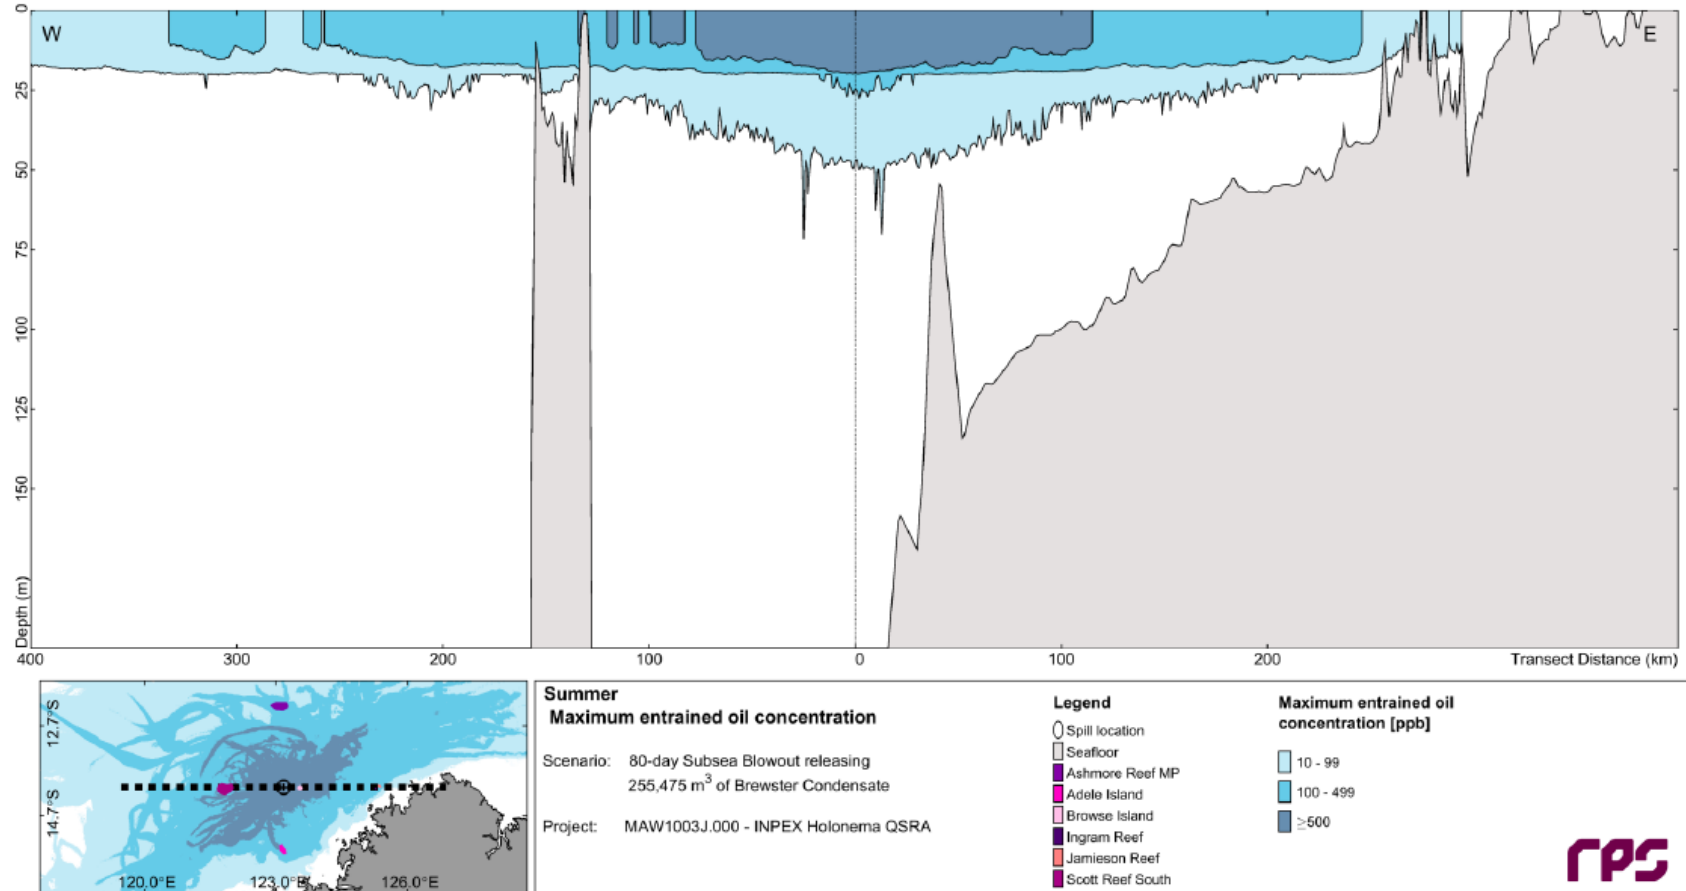 0
W
E
25
50
75
100
125
150
Depth (m)
400
300
200
100
0
100
200
Transect Distance (km)
12.7°S
14.7°S
120.0°E
123.0°E
126.0°E
Summer
Maximum entrained oil concentration
Scenario: 80-day Subsea Blowout releasing
255,475 m³ of Brewster Condensate
Project: MAW1003J.000 - INPEX Holonema QSRA
Legend
Spill location
Seafloor
Ashmore Reef MP
Adele Island
Browse Island
Ingram Reef
Jamieson Reef
Scott Reef South
Maximum entrained oil
concentration [ppb]
10 - 99
100 - 499
≥500
rps